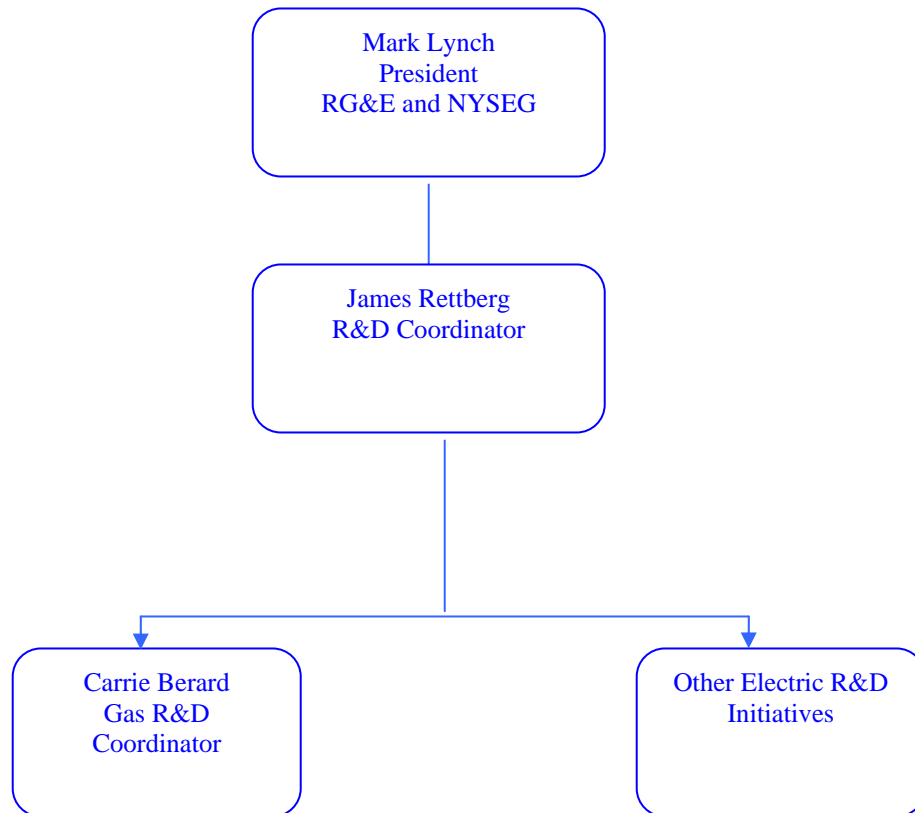 Mark Lynch
President
RG&E and NYSEG
James Rettberg
R&D Coordinator
Carrie Berard
Gas R&D
Coordinator
Other Electric R&D
Initiatives